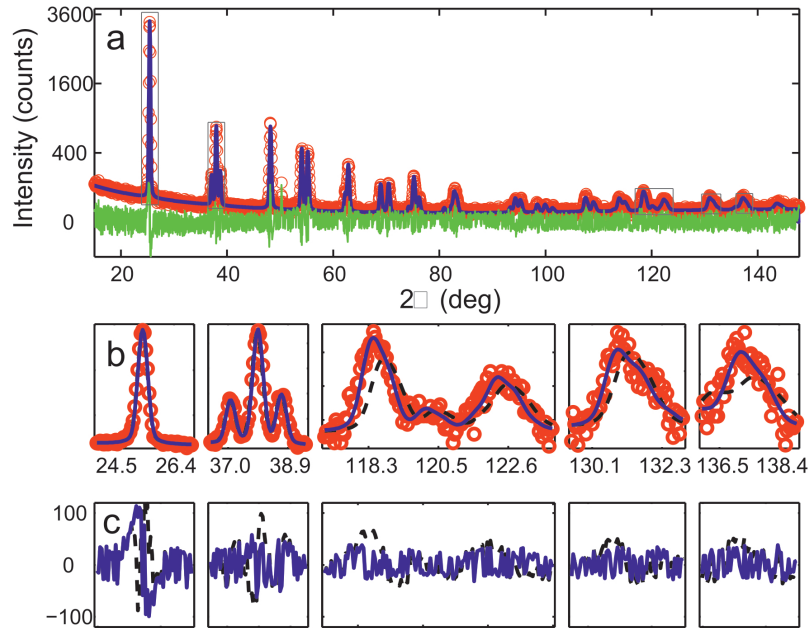 3600
a
1600
400
0
Intensity (counts)
20 40 60 80 100 120 140
2□ (deg)
b
24.5 26.4 37.0 38.9 118.3 120.5 122.6 130.1 132.3 136.5 138.4
c
100
0
−100